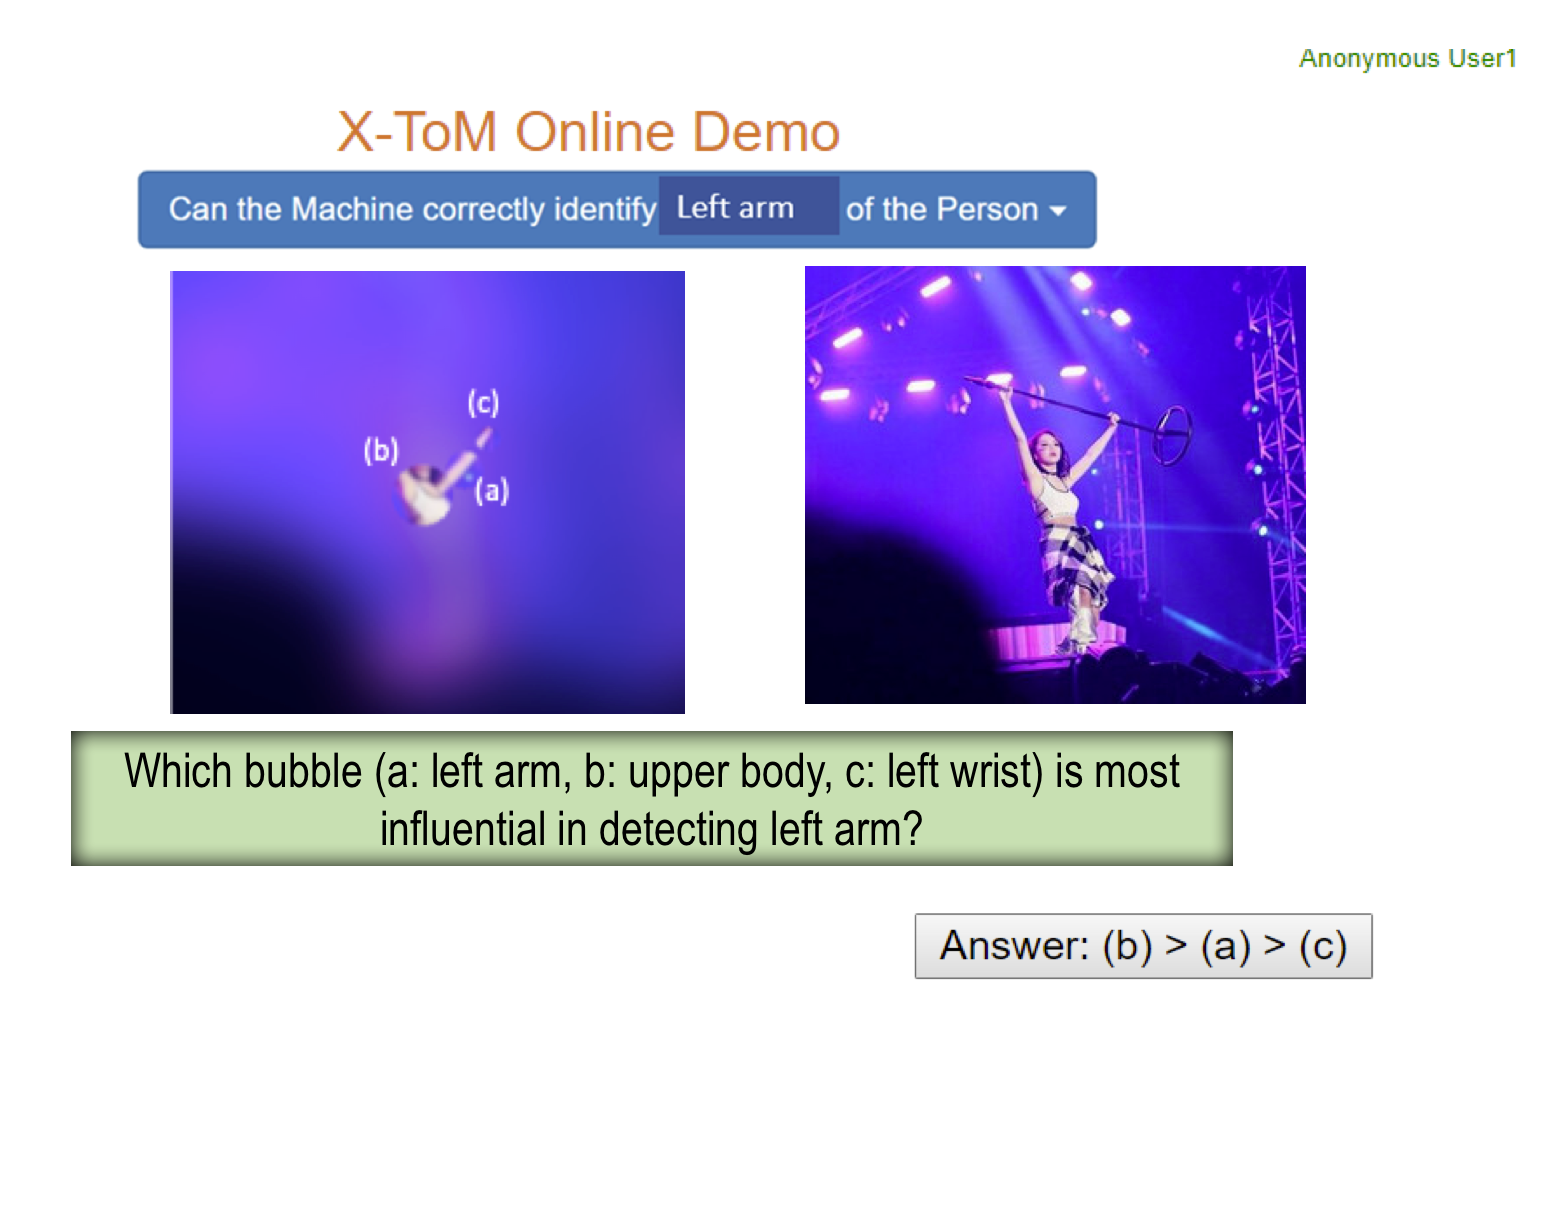 Anonymous User1
X-ToM Online Demo
Can the Machine correctly identify Left arm of the Person
(c)
(b)
(a)
Which bubble (a: left arm, b: upper body, c: left wrist) is most
influential in detecting left arm?
Answer: (b) > (a) > (c)